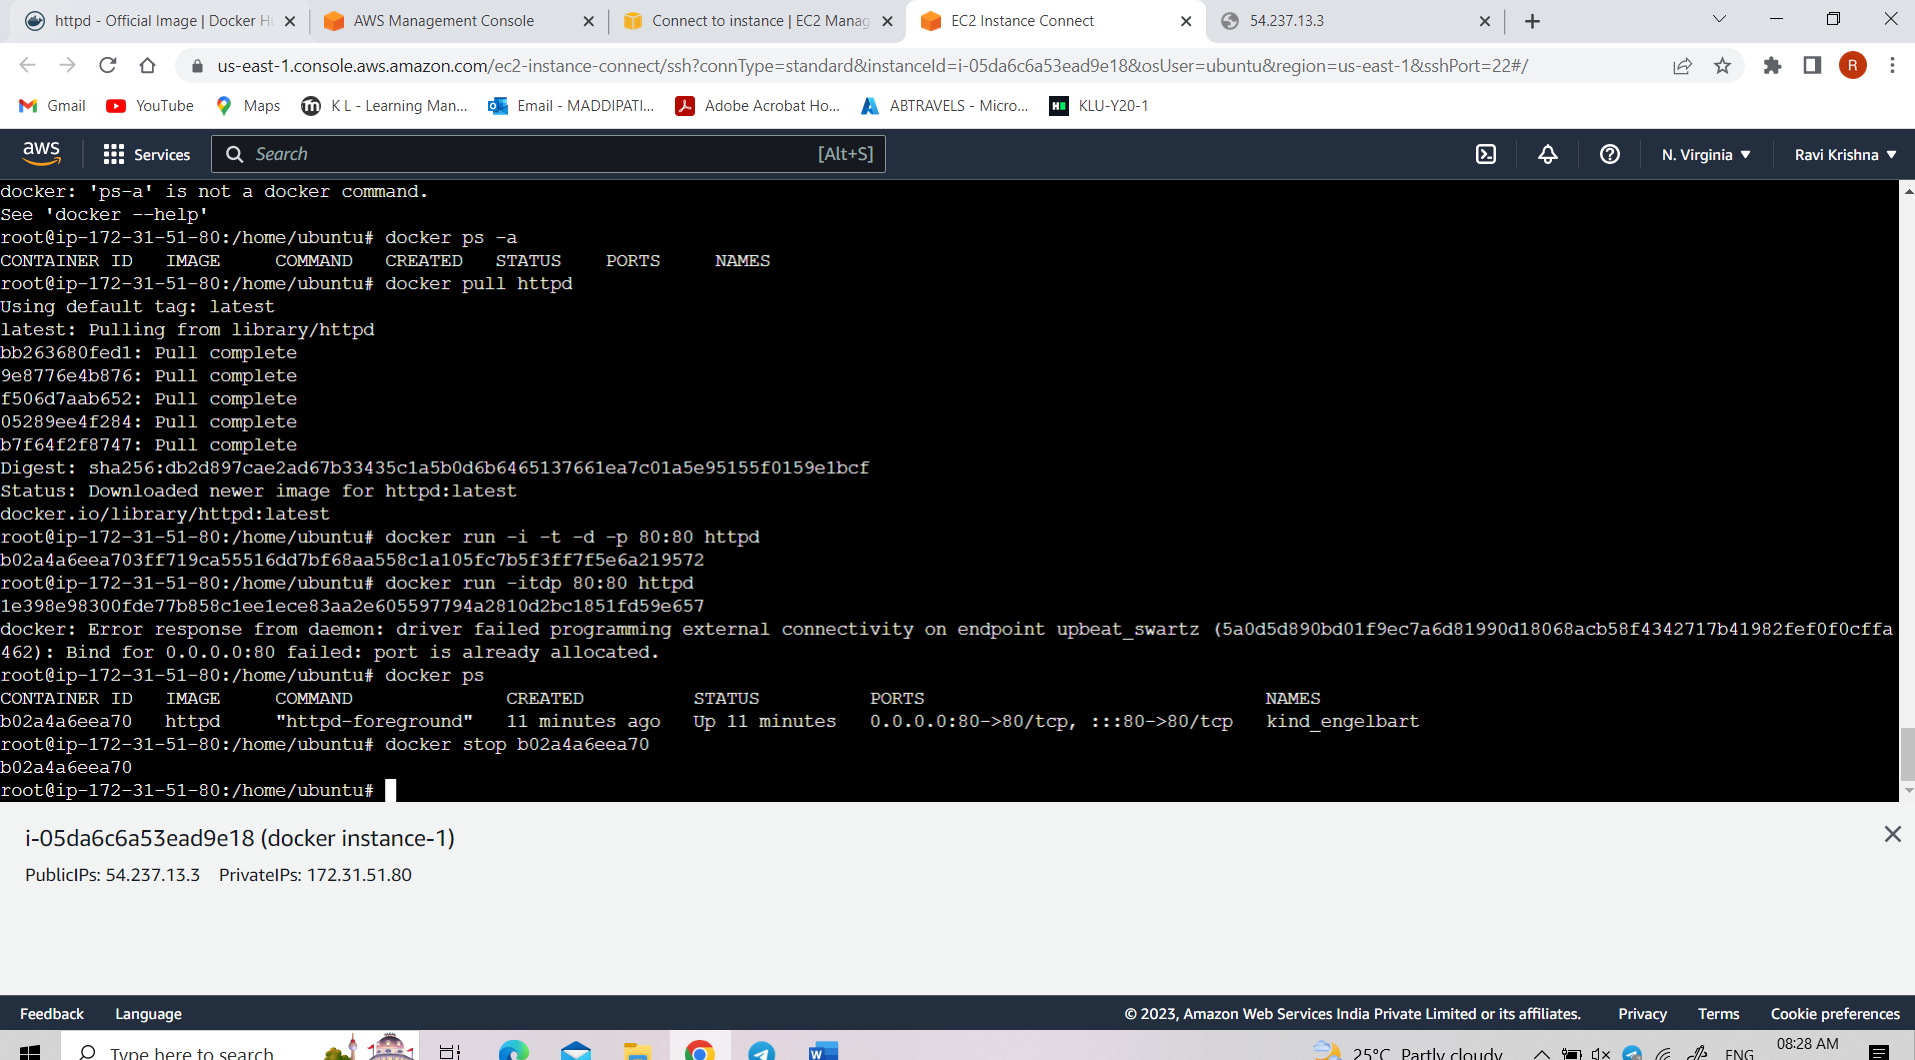 httpd - Official Image | Docker H
AWS Management Console
Connect to instance | EC2 Manag
EC2 Instance Connect
54.237.13.3
us-east-1.console.aws.amazon.com/ec2-instance-connect/ssh?connType=standard&instanceId=i-05da6c6a53ead9e18&osUser=ubuntu&region=us-east-1&sshPort=22#/
R
Gmail
YouTube
Maps
K L - Learning Man...
Email - MADDIPATI...
Adobe Acrobat Ho...
ABTRAVELS - Micro...
KLU-Y20-1
aws
Services
Search
[Alt+S]
N. Virginia
Ravi Krishna
docker: 'ps-a' is not a docker command.
See 'docker --help'
root@ip-172-31-51-80:/home/ubuntu# docker ps -a
CONTAINER ID   IMAGE     COMMAND   CREATED   STATUS    PORTS     NAMES
root@ip-172-31-51-80:/home/ubuntu# docker pull httpd
Using default tag: latest
latest: Pulling from library/httpd
bb263680fed1: Pull complete
9e8776e4b876: Pull complete
f506d7aab652: Pull complete
05289ee4f284: Pull complete
b7f64f2f8747: Pull complete
Digest: sha256:db2d897cae2ad67b33435c1a5b0d6b6465137661ea7c01a5e95155f0159e1bcf
Status: Downloaded newer image for httpd:latest
docker.io/library/httpd:latest
root@ip-172-31-51-80:/home/ubuntu# docker run -i -t -d -p 80:80 httpd
b02a4a6eea703ff719ca55516dd7bf68aa558c1a105fc7b5f3ff7f5e6a219572
root@ip-172-31-51-80:/home/ubuntu# docker run -itdp 80:80 httpd
1e398e98300fde77b858c1ee1ece83aa2e605597794a2810d2bc1851fd59e657
docker: Error response from daemon: driver failed programming external connectivity on endpoint upbeat_swartz (5a0d5d890bd01f9ec7a6d81990d18068acb58f4342717b41982fef0f0cffa
462): Bind for 0.0.0.0:80 failed: port is already allocated.
root@ip-172-31-51-80:/home/ubuntu# docker ps
CONTAINER ID   IMAGE     COMMAND              CREATED          STATUS          PORTS                               NAMES
b02a4a6eea70   httpd     "httpd-foreground"   11 minutes ago   Up 11 minutes   0.0.0.0:80->80/tcp, :::80->80/tcp   kind_engelbart
root@ip-172-31-51-80:/home/ubuntu# docker stop b02a4a6eea70
b02a4a6eea70
root@ip-172-31-51-80:/home/ubuntu#
i-05da6c6a53ead9e18 (docker instance-1)
PublicIPs: 54.237.13.3    PrivateIPs: 172.31.51.80
Feedback
Language
© 2023, Amazon Web Services India Private Limited or its affiliates.
Privacy
Terms
Cookie preferences
Type here to search
25°C Partly cloudy
ENG
08:28 AM